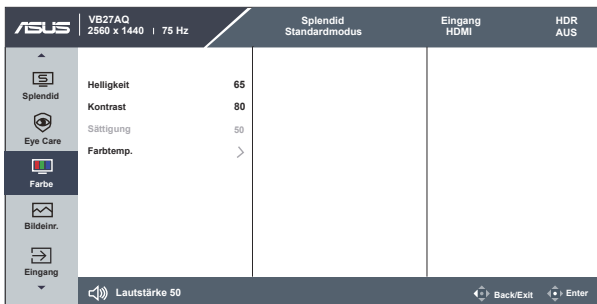 ASUS
VB27AQ
2560 x 1440 | 75 Hz
Splendid
Standardmodus
Eingang
HDMI
HDR
AUS
Splendid
Eye Care
Farbe
Bildeinr.
Eingang
Helligkeit 65
Kontrast 80
Sättigung 50
Farbtemp.
Lautstärke 50
Back/Exit
Enter